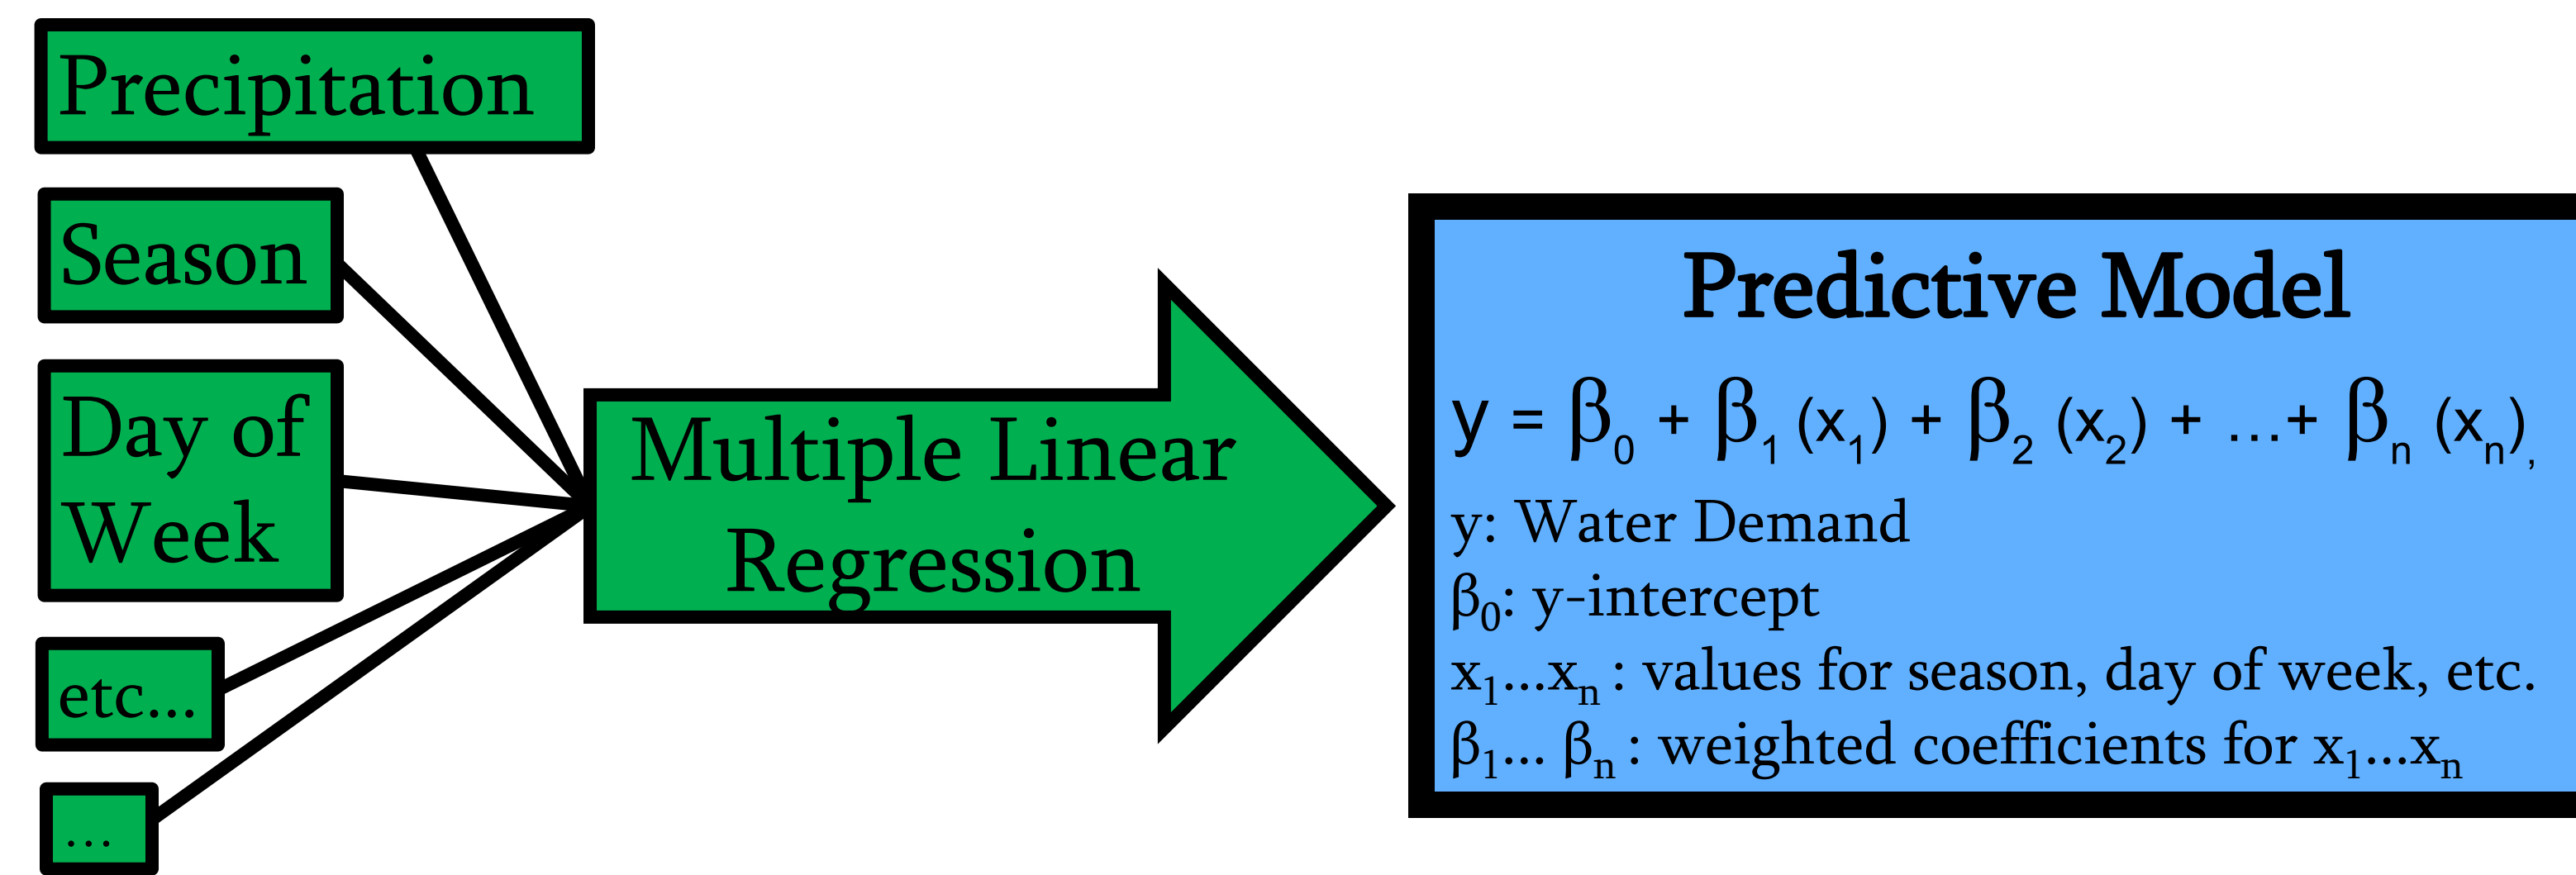 Precipitation
Season
Day of
Week
etc...
...
Multiple Linear
Regression
Predictive Model
y = β₀ + β₁ (x₁) + β₂ (x₂) + ...+ βₙ (xₙ),
y: Water Demand
β₀: y-intercept
x₁...xₙ : values for season, day of week, etc.
β₁... βₙ : weighted coefficients for x₁...xₙ